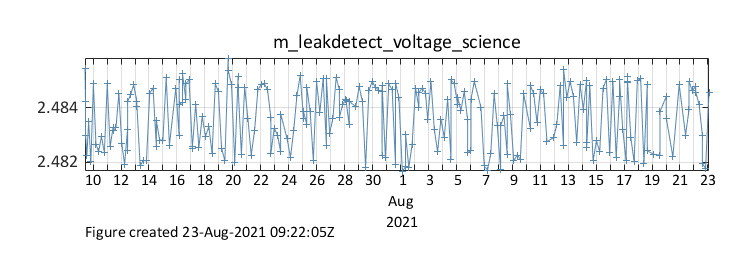 m_leakdetect_voltage_science
2.484
2.482
10 12 14 16 18 20 22 24 26 28 30 1 3 5 7 9 11 13 15 17 19 21 23
Aug
2021
Figure created 23-Aug-2021 09:22:05Z